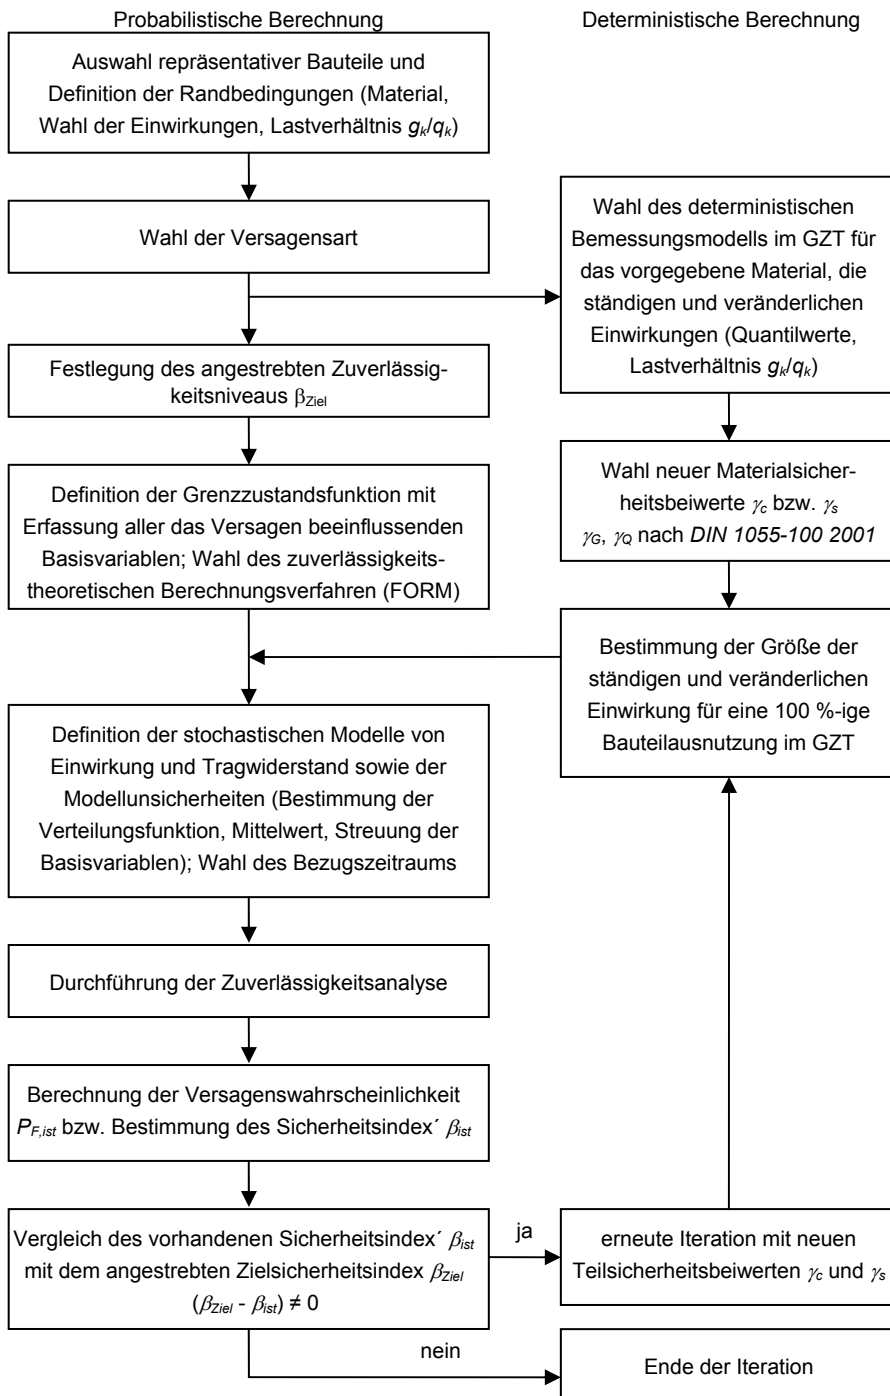 Probabilistische Berechnung
Deterministische Berechnung
Auswahl repräsentativer Bauteile und
Definition der Randbedingungen (Material,
Wahl der Einwirkungen, Lastverhältnis gk/qk)
Wahl der Versagensart
Wahl des deterministischen
Bemessungsmodells im GZT für
das vorgegebene Material, die
ständigen und veränderlichen
Einwirkungen (Quantilwerte,
Lastverhältnis gk/qk)
Festlegung des angestrebten Zuverlässig-
keitsniveaus βZiel
Wahl neuer Materialsicher-
heitsbeiwerte γc bzw. γs
γG, γQ nach DIN 1055-100 2001
Definition der Grenzzustandsfunktion mit
Erfassung aller das Versagen beeinflussenden
Basisvariablen; Wahl des zuverlässigkeits-
theoretischen Berechnungsverfahren (FORM)
Bestimmung der Größe der
ständigen und veränderlichen
Einwirkung für eine 100 %-ige
Bauteilausnutzung im GZT
Definition der stochastischen Modelle von
Einwirkung und Tragwiderstand sowie der
Modellunsicherheiten (Bestimmung der
Verteilungsfunktion, Mittelwert, Streuung der
Basisvariablen); Wahl des Bezugszeitraums
Durchführung der Zuverlässigkeitsanalyse
Berechnung der Versagenswahrscheinlichkeit
PF,ist bzw. Bestimmung des Sicherheitsindex´ βist
Vergleich des vorhandenen Sicherheitsindex´ βist
mit dem angestrebten Zielsicherheitsindex βZiel
(βZiel - βist) ≠ 0
ja
erneute Iteration mit neuen
Teilsicherheitsbeiwerten γc und γs
nein
Ende der Iteration